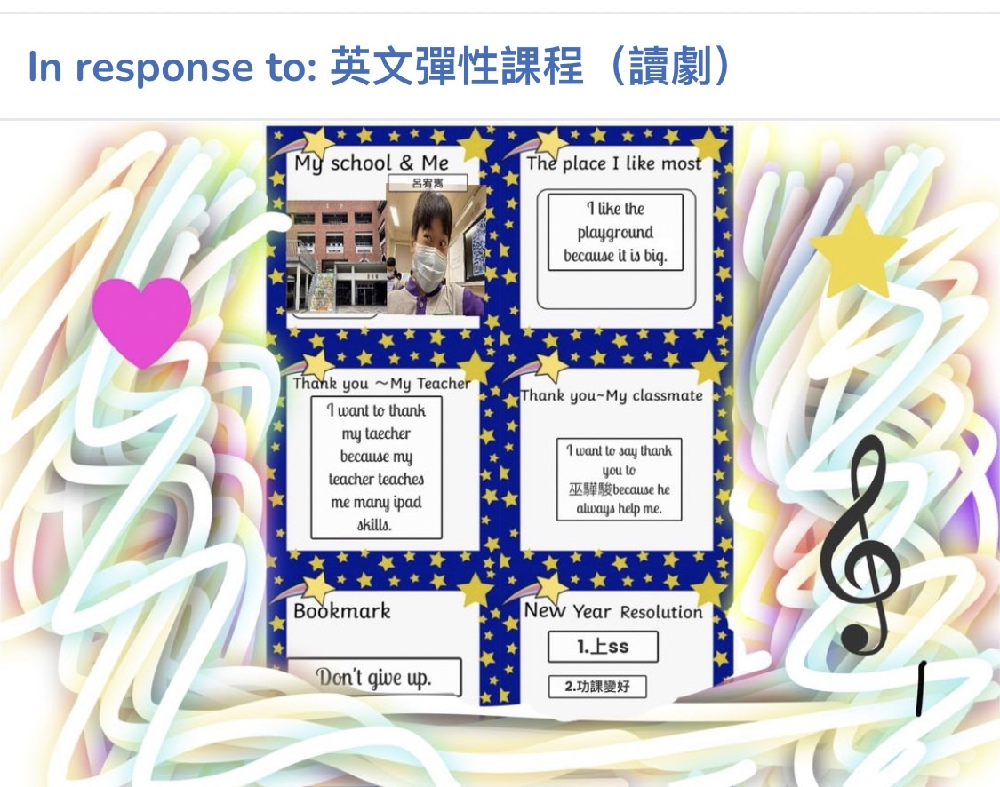 In response to: 英文彈性課程（讀劇）
My school & Me
呂宥寯
The place I like most
I like the
playground
because it is big.
Thank you ～My Teacher
I want to thank
my taecher
because my
teacher teaches
me many ipad
skills.
Thank you~My classmate
I want to say thank
you to
巫驊駿because he
always help me.
Bookmark
Don't give up.
New Year Resolution
1.上ss
2.功課變好